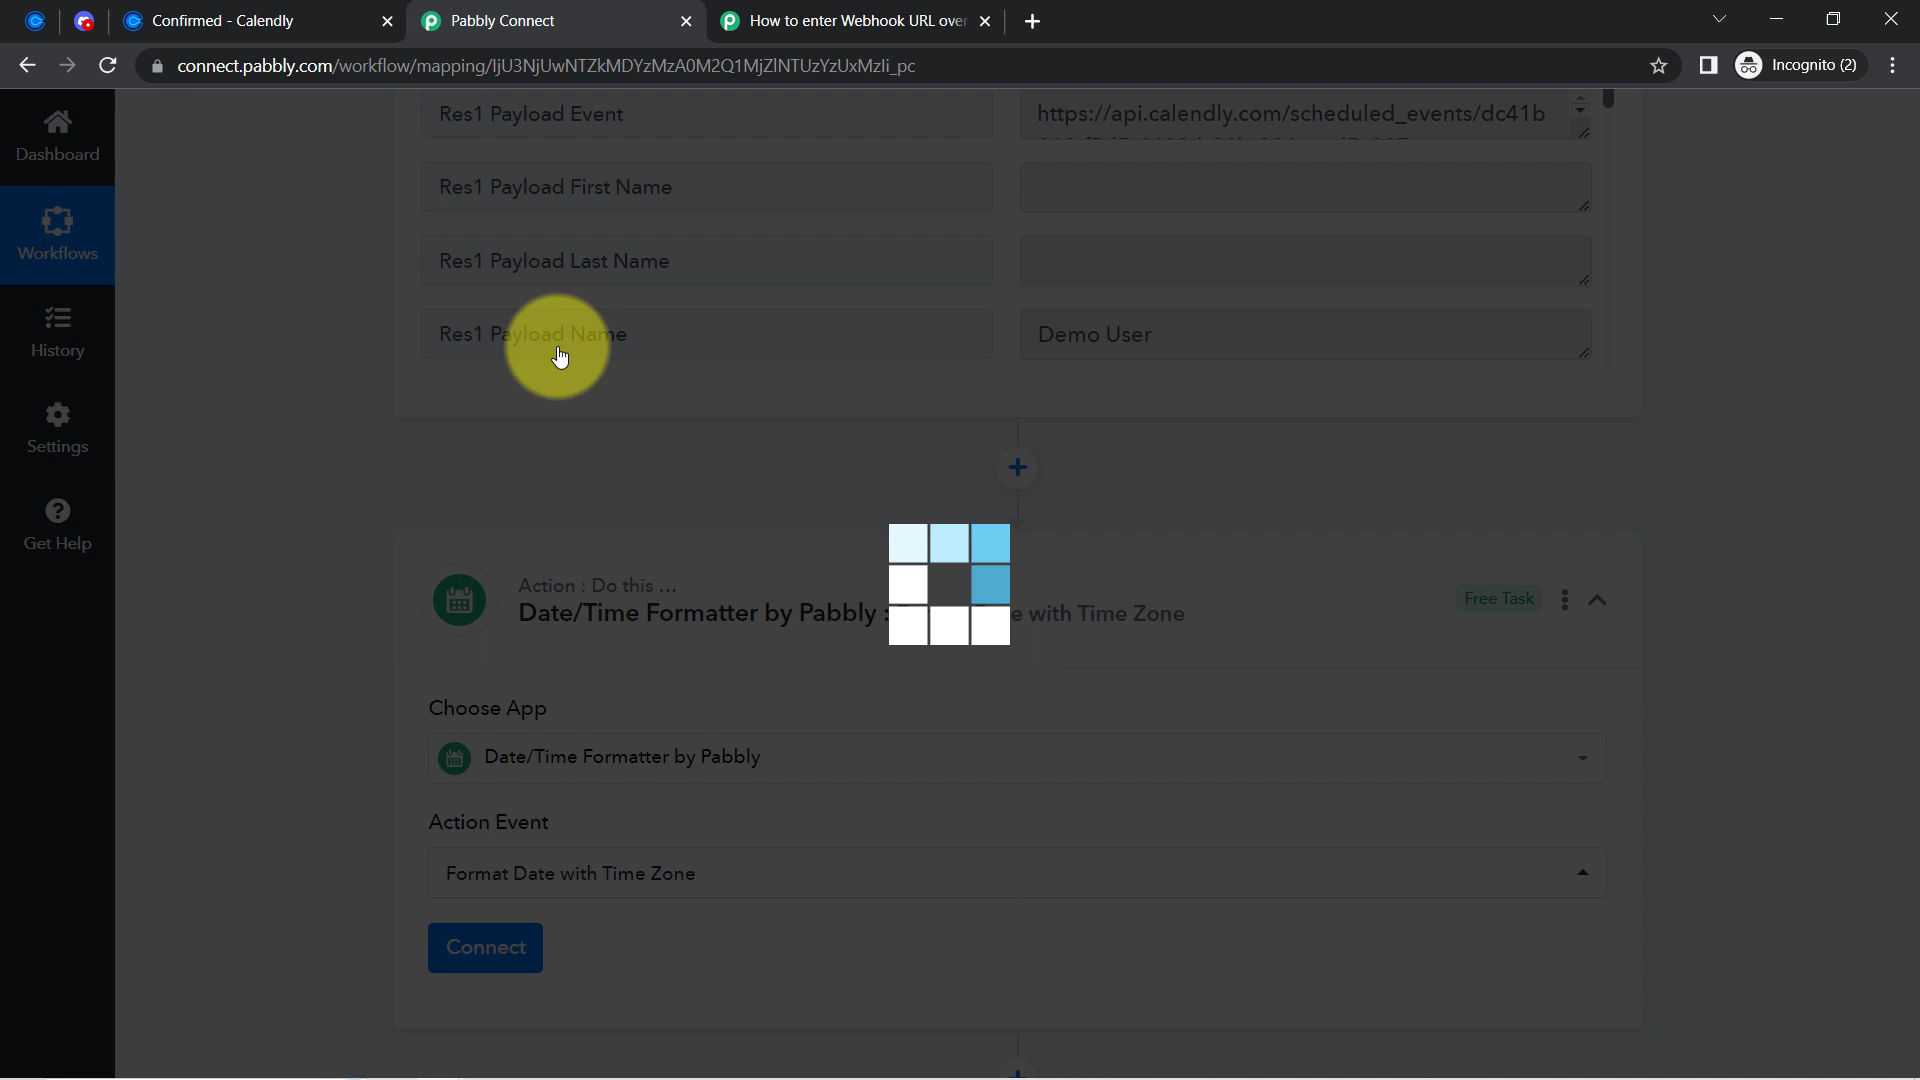 Confirmed - Calendly
Pabbly Connect
How to enter Webhook URL over
connect.pabbly.com/workflow/mapping/IjU3NjUwNTZkMDYzMzA0M2Q1MjZlNTUzYzUxMzIi_pc
Incognito (2)
Dashboard
Workflows
History
Settings
Get Help
Res1 Payload Event
https://api.calendly.com/scheduled_events/dc41b
Res1 Payload First Name
Res1 Payload Last Name
Res1 Payload Name
Demo User
Action : Do this ...
Date/Time Formatter by Pabbly :
e with Time Zone
Free Task
Choose App
Date/Time Formatter by Pabbly
Action Event
Format Date with Time Zone
Connect